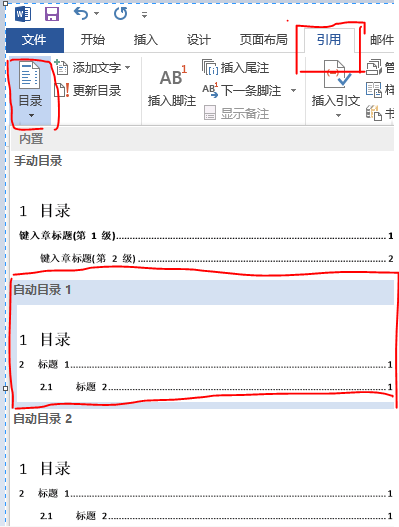 文件 开始 插入 设计 页面布局 引用 邮件
目录
添加文字
更新目录
AB1
插入脚注
插入尾注
AB1 下一条脚注
显示备注
插入引文
管
样
书
内置
手动目录
1 目录
键入章标题(第 1 级)................................................1
键入章标题(第 2 级)................................................2
自动目录 1
1 目录
2 标题 1................................................1
2.1 标题 2................................................1
自动目录 2
1 目录
2 标题 1................................................1
2.1 标题 2................................................1